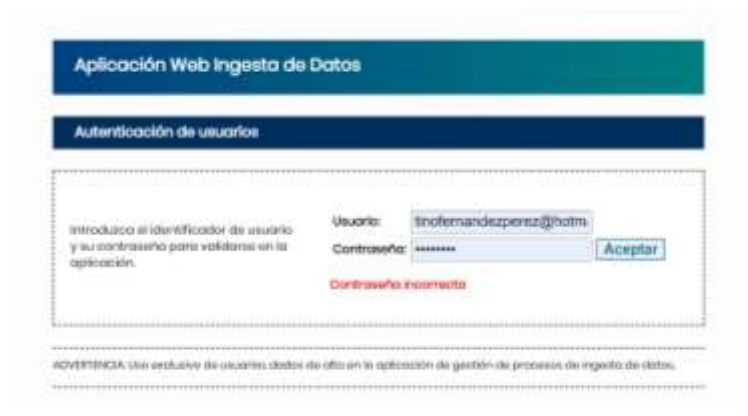 Aplicación Web Ingesta de Datos
Autenticación de usuarios
Introduzca el identificador de usuario
y su contraseña para validarse en la
aplicación.
Usuario: tinofernandezperez@hotm
Contraseña: ••••••••
Aceptar
Contraseña incorrecta
ADVERTENCIA: Uso exclusivo de usuarios dados de alta en la aplicación de gestión de procesos de ingesta de datos.